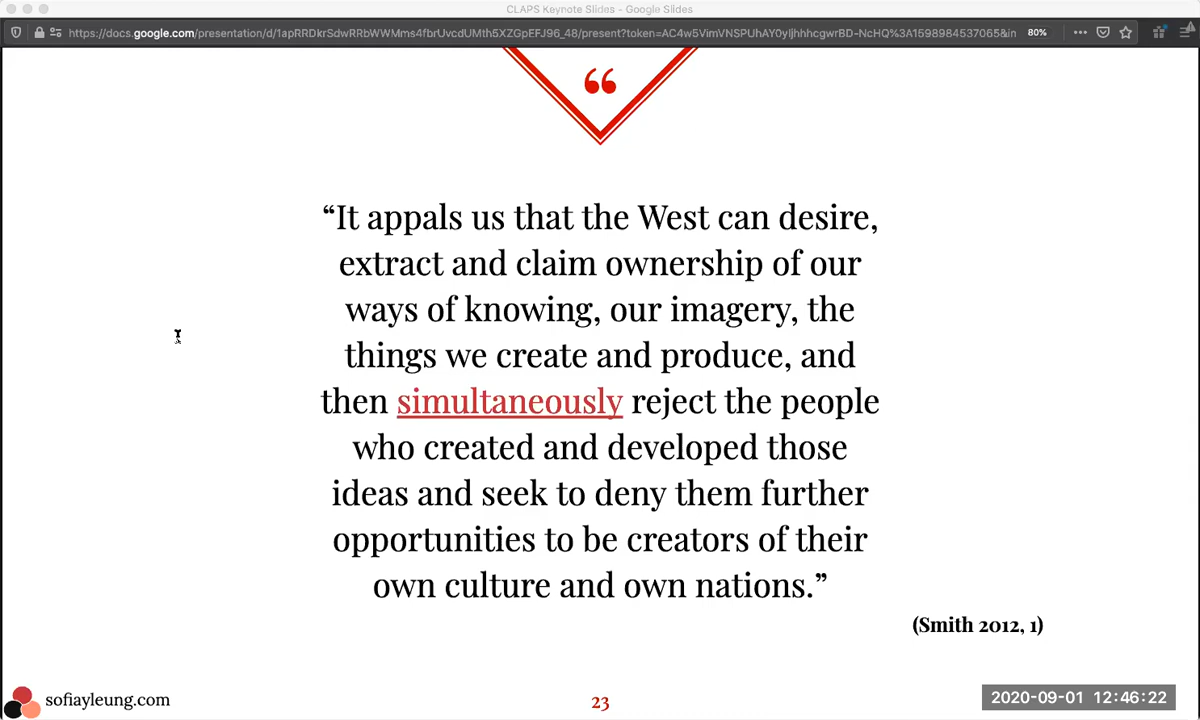 CLAPS Keynote Slides - Google Slides
https://docs.google.com/presentation/d/1apRRDkrSdwRRbWWMms4fbrUvcdUMth5XZGpEFJ96_48/present?token=AC4w5VimVNSPUhAY0yljhhhcgwrBD-NcHQ%3A1598984537065&in 80%
“
“It appals us that the West can desire,
extract and claim ownership of our
ways of knowing, our imagery, the
things we create and produce, and
then simultaneously reject the people
who created and developed those
ideas and seek to deny them further
opportunities to be creators of their
own culture and own nations.”
(Smith 2012, 1)
sofiayleung.com
23
2020-09-01 12:46:22